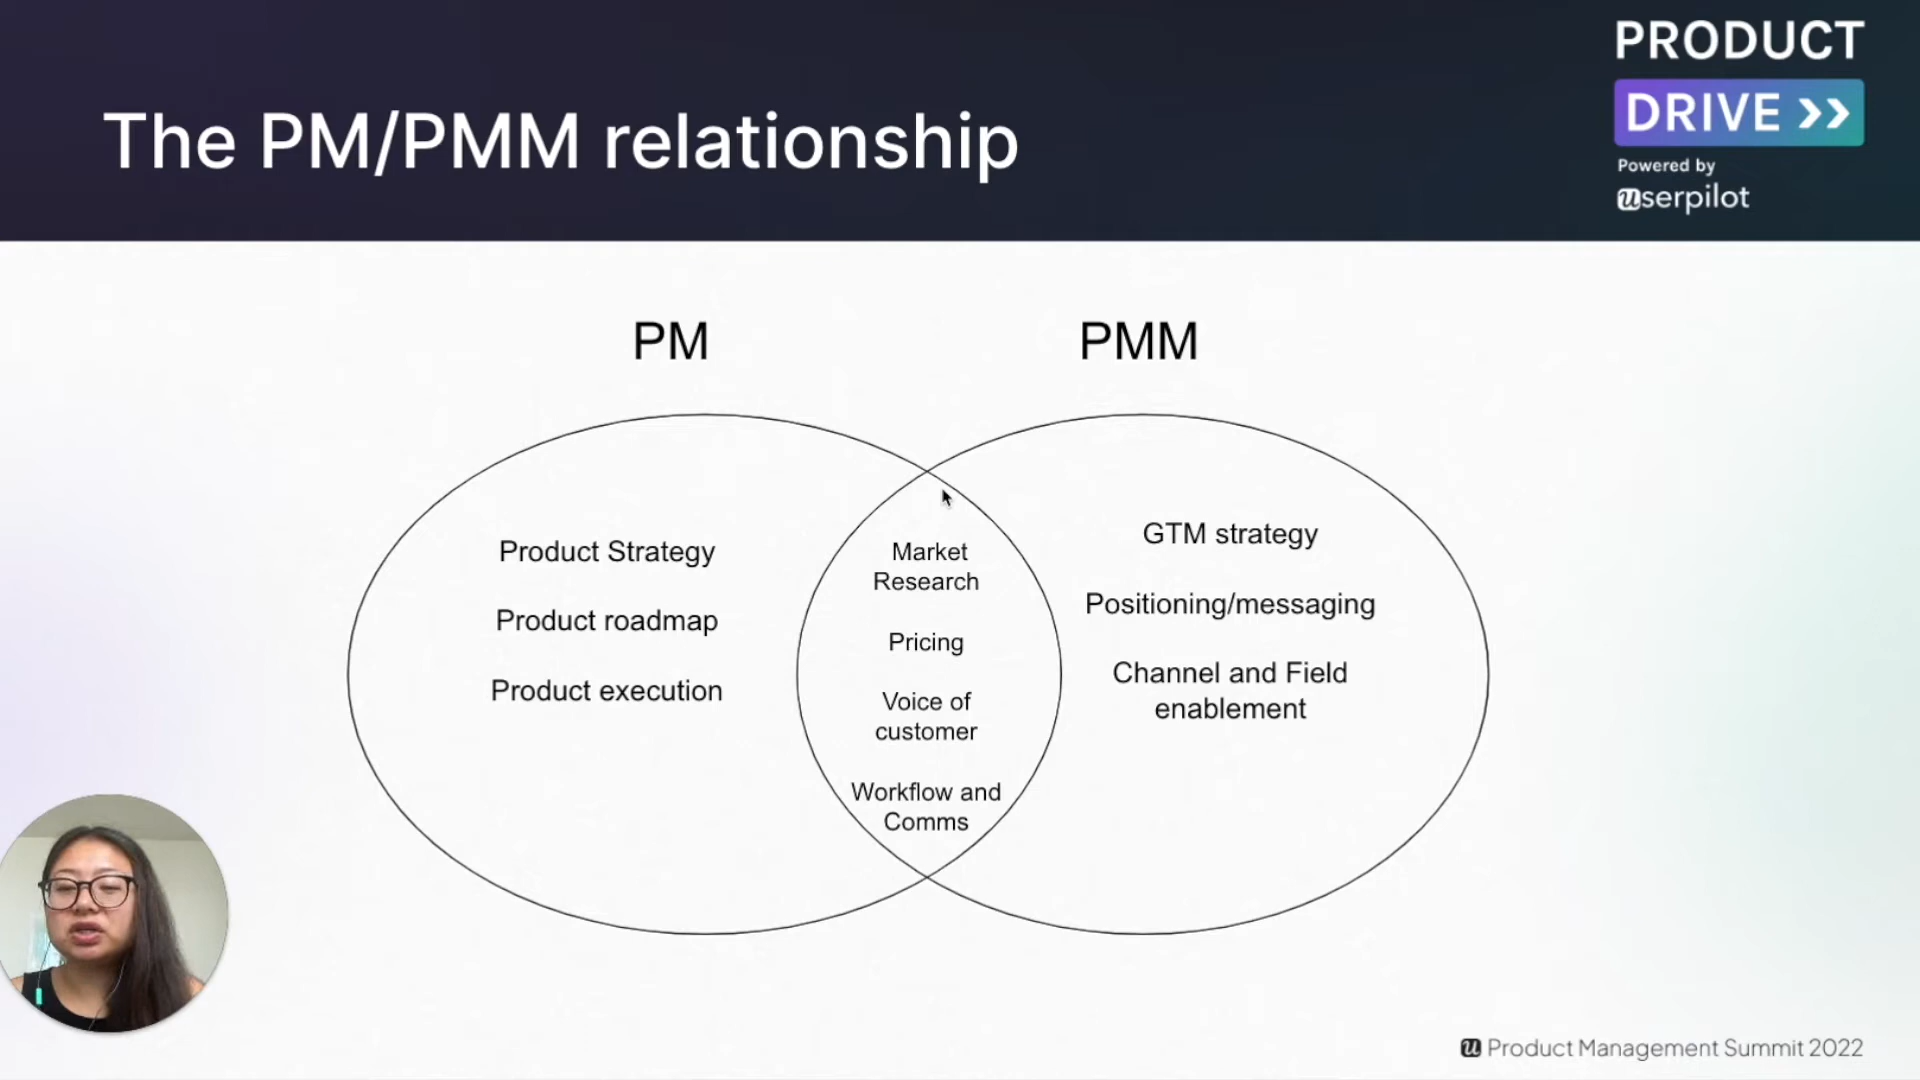 The PM/PMM relationship
PRODUCT
DRIVE >>
Powered by
userpilot
PM
PMM
Product Strategy
Product roadmap
Product execution
Market
Research
Pricing
Voice of
customer
Workflow and
Comms
GTM strategy
Positioning/messaging
Channel and Field
enablement
u Product Management Summit 2022